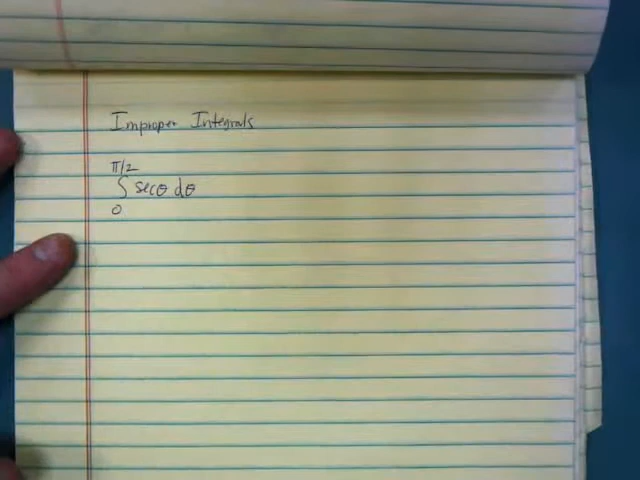 Improper Integrals
π/2
∫ secθ dθ
0